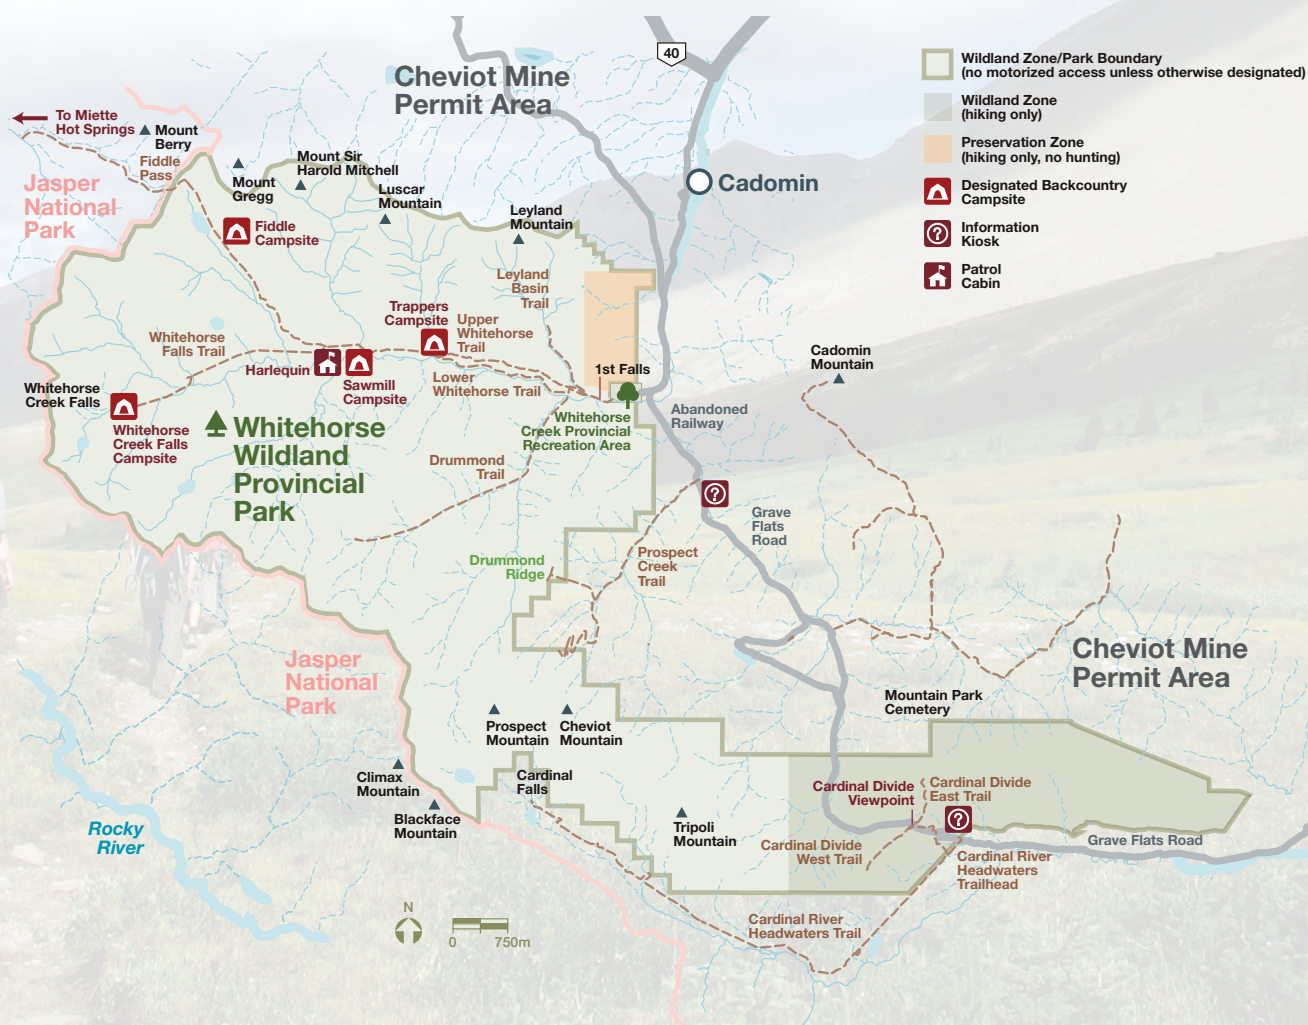 40
Cheviot Mine
Permit Area
Wildland Zone/Park Boundary
(no motorized access unless otherwise designated)
Wildland Zone
(hiking only)
Preservation Zone
(hiking only, no hunting)
Designated Backcountry
Campsite
Information
Kiosk
Patrol
Cabin
To Miette
Hot Springs
Mount
Berry
Fiddle
Pass
Mount
Gregg
Mount Sir
Harold Mitchell
Luscar
Mountain
Leyland
Mountain
Cadomin
Jasper
National
Park
Fiddle
Campsite
Leyland
Basin
Trail
Trappers
Campsite
Upper
Whitehorse
Trail
Whitehorse
Falls Trail
Harlequin
Sawmill
Campsite
Lower
Whitehorse Trail
1st Falls
Cadomin
Mountain
Whitehorse
Creek Falls
Whitehorse
Creek Falls
Campsite
Whitehorse
Wildland
Provincial
Park
Whitehorse
Creek Provincial
Recreation Area
Abandoned
Railway
Drummond
Trail
?
Grave
Flats
Road
Drummond
Ridge
Prospect
Creek
Trail
Jasper
National
Park
Cheviot Mine
Permit Area
Mountain Park
Cemetery
Prospect
Mountain
Cheviot
Mountain
Climax
Mountain
Blackface
Mountain
Cardinal
Falls
Tripoli
Mountain
Cardinal Divide
Viewpoint
Cardinal Divide
East Trail
?
Cardinal Divide
West Trail
Grave Flats Road
Cardinal River
Headwaters
Trailhead
Cardinal River
Headwaters Trail
Rocky
River
N
0 750m